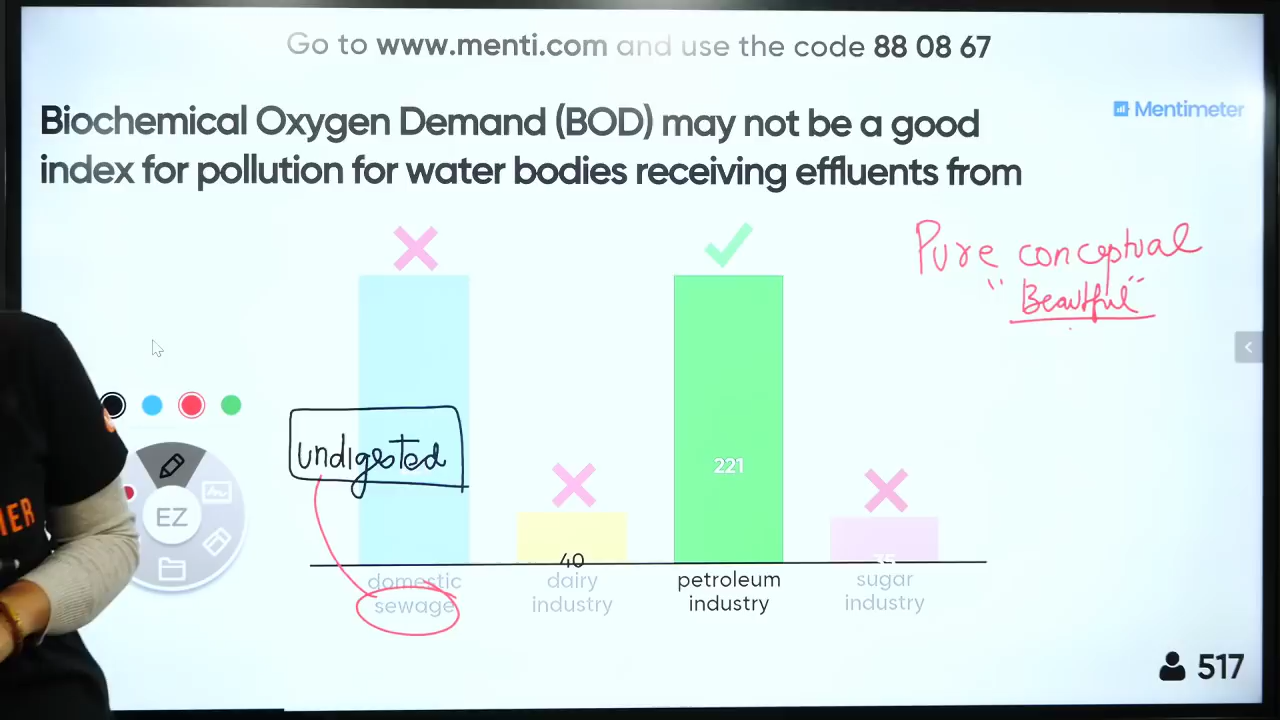 Go to www.menti.com and use the code 88 08 67
Biochemical Oxygen Demand (BOD) may not be a good
index for pollution for water bodies receiving effluents from
Mentimeter
Pure conceptual
"Beautiful"
undigested
221
40
35
domestic
sewage
dairy
industry
petroleum
industry
sugar
industry
EZ
517